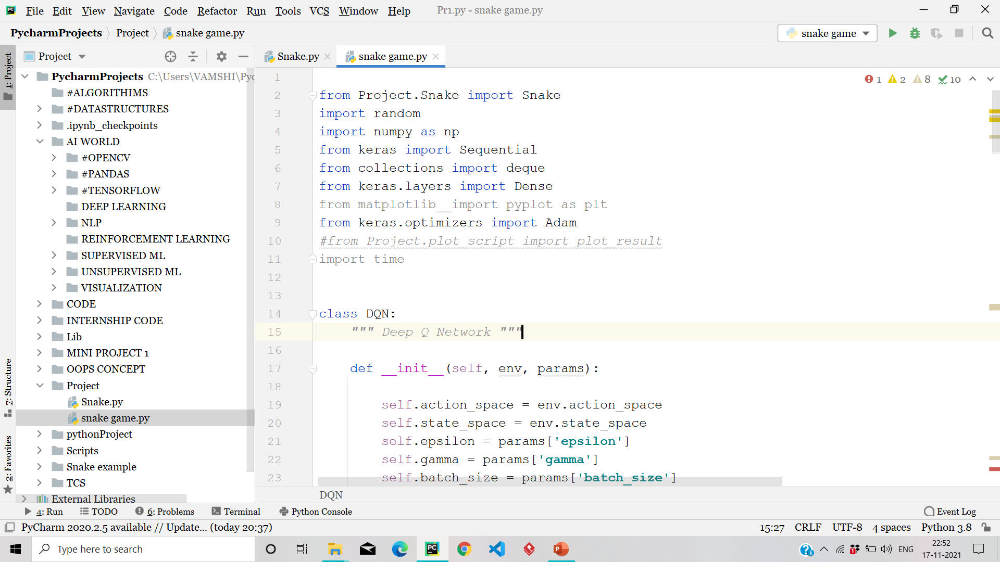 File Edit View Navigate Code Refactor Run Tools VCS Window Help Pr1.py - snake game.py
PycharmProjects Project snake game.py snake game
1: Project
Project
Snake.py
snake game.py
PycharmProjects C:\Users\VAMSHI\Pyc
#ALGORITHIMS
#DATASTRUCTURES
.ipynb_checkpoints
AI WORLD
#OPENCV
#PANDAS
#TENSORFLOW
DEEP LEARNING
NLP
REINFORCEMENT LEARNING
SUPERVISED ML
UNSUPERVISED ML
VISUALIZATION
CODE
INTERNSHIP CODE
Lib
MINI PROJECT 1
OOPS CONCEPT
Project
Snake.py
snake game.py
pythonProject
Scripts
Snake example
TCS
External Libraries
7: Structure
2: Favorites
1 2 8 10
1
2 from Project.Snake import Snake
3 import random
4 import numpy as np
5 from keras import Sequential
6 from collections import deque
7 from keras.layers import Dense
8 from matplotlib  import pyplot as plt
9 from keras.optimizers import Adam
10 #from Project.plot_script import plot_result
11 import time
12
13
14 class DQN:
15     """ Deep Q Network """
16
17     def __init__(self, env, params):
18
19         self.action_space = env.action_space
20         self.state_space = env.state_space
21         self.epsilon = params['epsilon']
22         self.gamma = params['gamma']
23         self.batch_size = params['batch_size']
DQN
4: Run TODO 6: Problems Terminal Python Console Event Log
PyCharm 2020.2.5 available // Update... (today 20:37) 15:27 CRLF UTF-8 4 spaces Python 3.8
Type here to search
ENG
22:52
17-11-2021